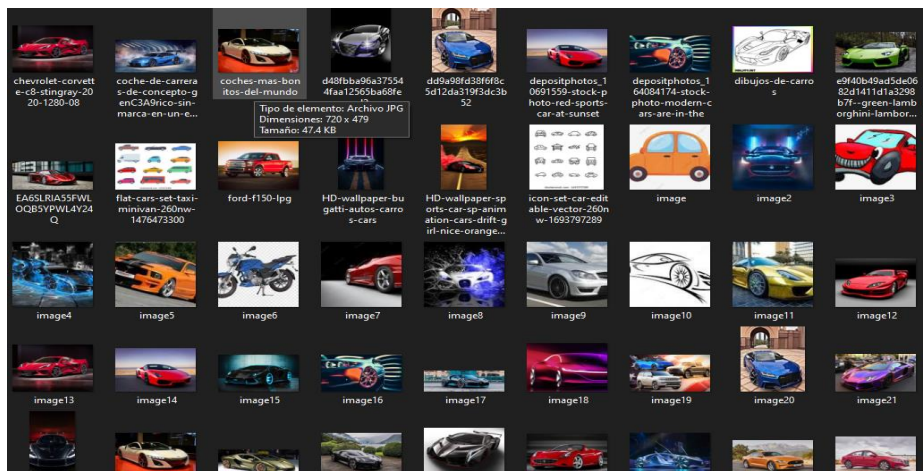 chevrolet-corvett
e-c8-stingray-20
20-1280-08
coche-de-carrera
s-de-concepto-g
enC3A9rico-sin-
marca-en-un-e...
coches-mas-bon
itos-del-mundo
d48fbba96a37554
4faa12565ba68fe
dd9a98fd38f6f8c
5d12da319f3dc3b
52
depositphotos_1
0691559-stock-p
hoto-red-sports-
car-at-sunset
depositphotos_1
64084174-stock-
photo-modern-c
ars-are-in-the
dibujos-de-carro
s
e9f40b49ad5de06
82d1411d1a3298
b7f--green-lamb
orghini-lambor...
Tipo de elemento: Archivo JPG
Dimensiones: 720 x 479
Tamaño: 47.4 KB
EA6SLRIA55FWL
OQB5YPWL4Y24
Q
flat-cars-set-taxi-
minivan-260nw-
1476473300
ford-f150-lpg
HD-wallpaper-bu
gatti-autos-carro
s-cars
HD-wallpaper-sp
orts-car-sp-anim
ation-cars-drift-g
irl-nice-orange...
icon-set-car-edit
able-vector-260n
w-1693797289
image
image2
image3
image4
image5
image6
image7
image8
image9
image10
image11
image12
image13
image14
image15
image16
image17
image18
image19
image20
image21